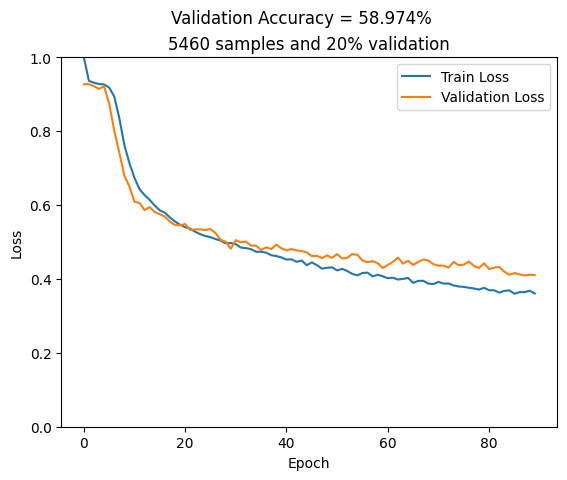 Validation Accuracy = 58.974%
5460 samples and 20% validation
1.0
0.8
0.6
0.4
0.2
0.0
Loss
Train Loss
Validation Loss
0
20
40
60
80
Epoch